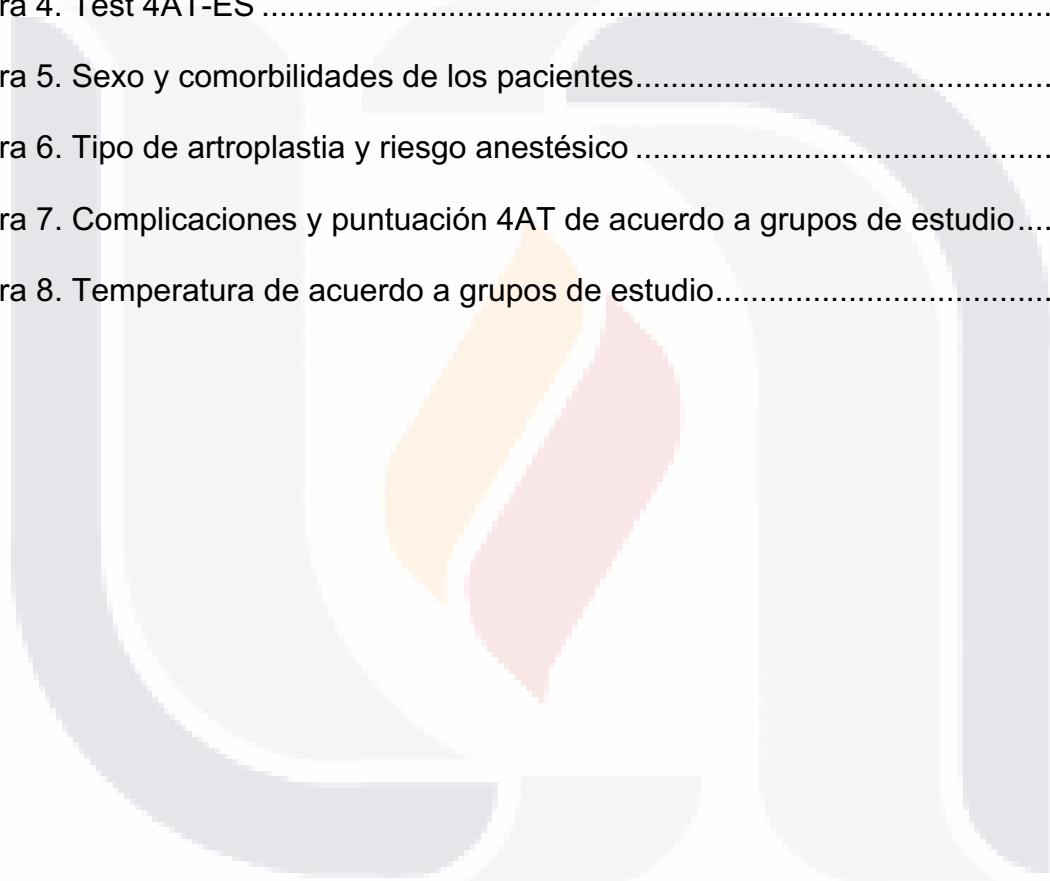 ra 4. Test 4AT-ES ....................................................................................................
ra 5. Sexo y comorbilidades de los pacientes....................................................
ra 6. Tipo de artroplastia y riesgo anestésico ....................................................
ra 7. Complicaciones y puntuación 4AT de acuerdo a grupos de estudio....
ra 8. Temperatura de acuerdo a grupos de estudio..........................................